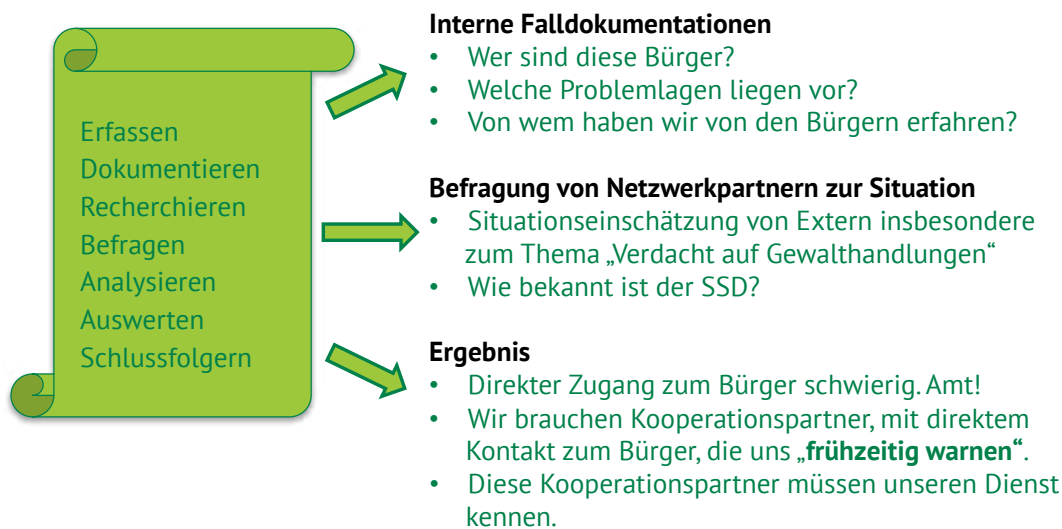 Erfassen
Dokumentieren
Recherchieren
Befragen
Analysieren
Auswerten
Schlussfolgern
Interne Falldokumentationen
• Wer sind diese Bürger?
• Welche Problemlagen liegen vor?
• Von wem haben wir von den Bürgern erfahren?
Befragung von Netzwerkpartnern zur Situation
• Situationseinschätzung von Extern insbesondere
zum Thema „Verdacht auf Gewalthandlungen“
• Wie bekannt ist der SSD?
Ergebnis
• Direkter Zugang zum Bürger schwierig. Amt!
• Wir brauchen Kooperationspartner, mit direktem
Kontakt zum Bürger, die uns „frühzeitig warnen“.
• Diese Kooperationspartner müssen unseren Dienst
kennen.